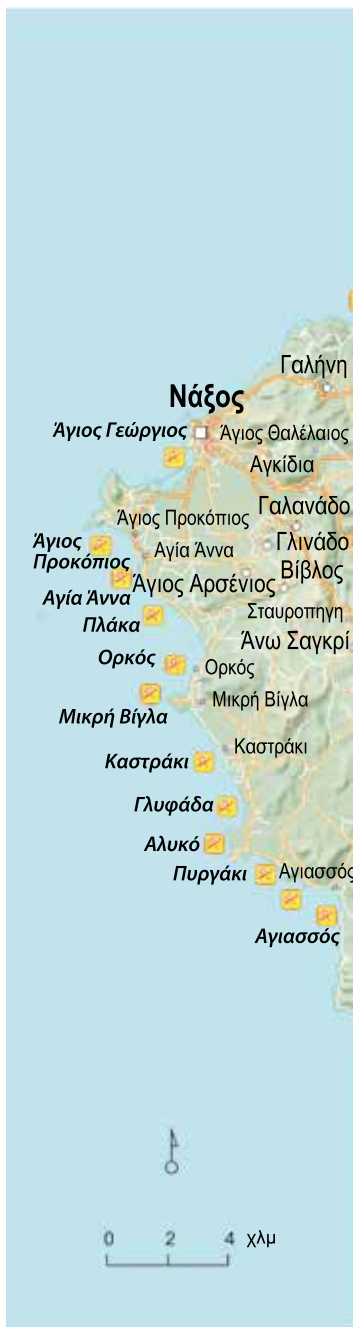 Γαλήνη
Νάξος
Άγιος Γεώργιος
Άγιος Θαλέλαιος
Αγκίδια
Γαλανάδο
Άγιος Προκόπιος
Άγιος
Προκόπιος
Γλινάδο
Αγία Άννα
Βίβλος
Άγιος Αρσένιος
Αγία Άννα
Σταυροπηγη
Πλάκα
Άνω Σαγκρί
Ορκός
Ορκός
Μικρή Βίγλα
Μικρή Βίγλα
Καστράκι
Καστράκι
Γλυφάδα
Αλυκό
Πυργάκι
Αγιασσός
Αγιασσός
0 2 4 χλμ